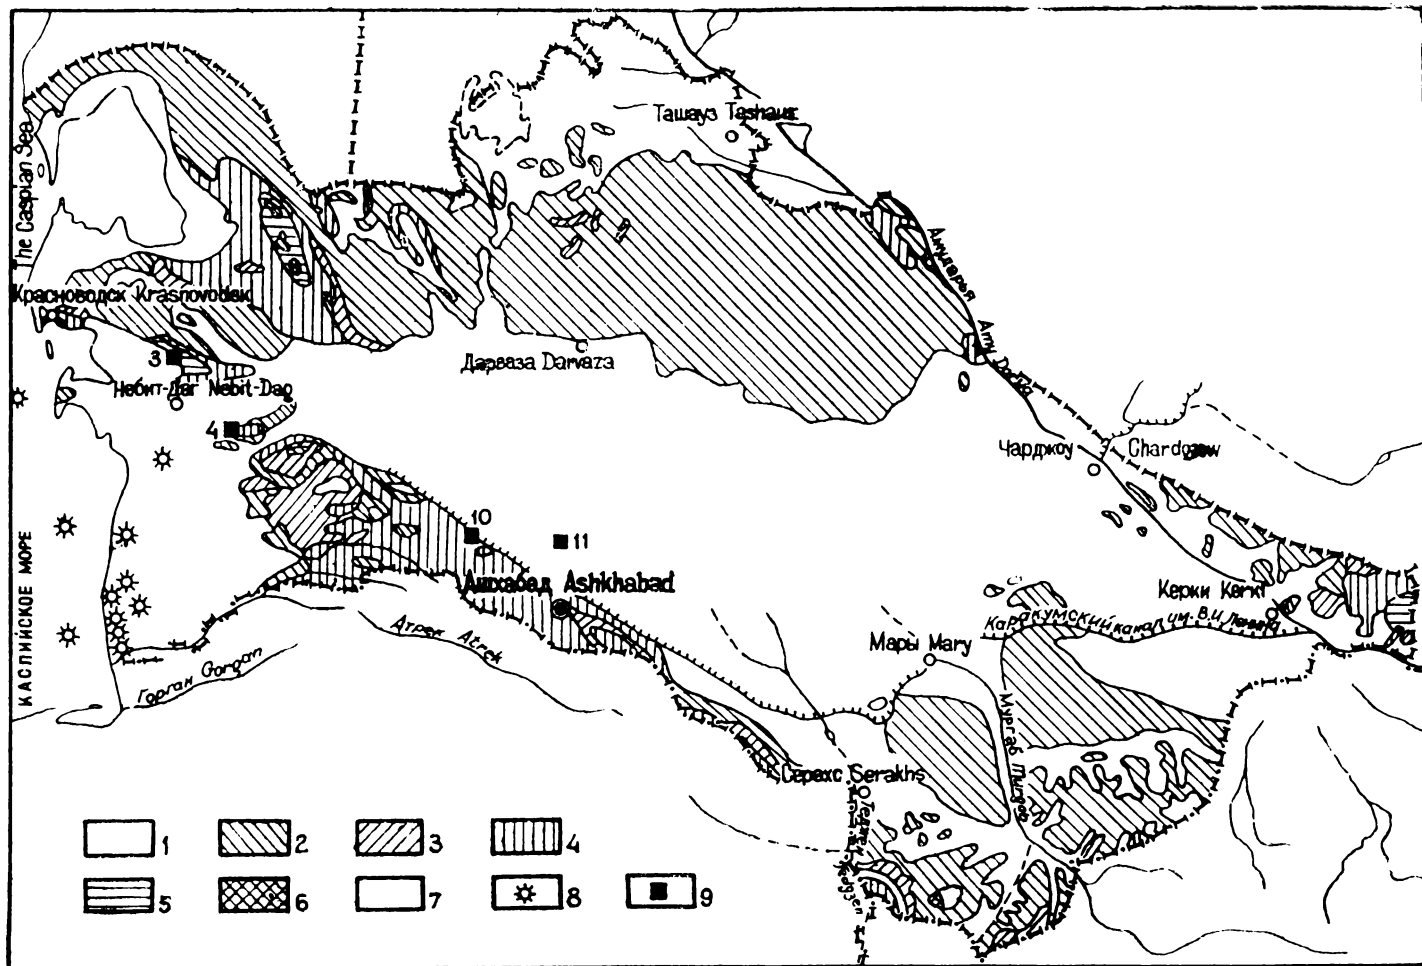 Ташауз Tashauz
The Caspian Sea
Амударья
Красноводск Krasnovodsk
Amu Darya
3
Дарваза Darvaza
Небит-Даг Nebit-Dag
4
Чарджоу
10
11
Ашхабад Ashkhabad
Керки Kerki
КАСПИЙСКОЕ МОРЕ
Каракумский канал им. В.И. Ленина
Атрек Atrek
Мары Mary
Горган Gorgan
Мургаб
Серахс Serakhs
Теджен
1
2
3
4
5
6
7
8
9